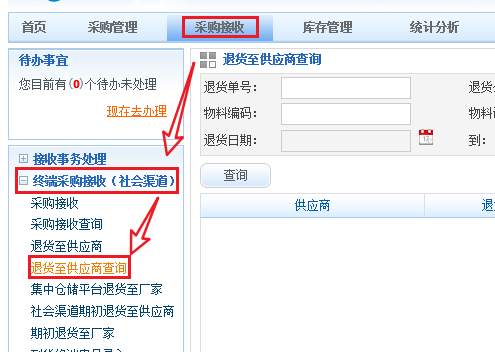 首页 采购管理 采购接收 库存管理 统计分析
待办事宜
您目前有(0)个待办未处理
现在去办理
接收事务处理
终端采购接收（社会渠道）
采购接收
采购接收查询
退货至供应商
退货至供应商查询
集中仓储平台退货至厂家
社会渠道期初退货至供应商
期初退货至厂家
退货至供应商查询
退货单号：
物料编码：
退货日期： 到：
查询
供应商